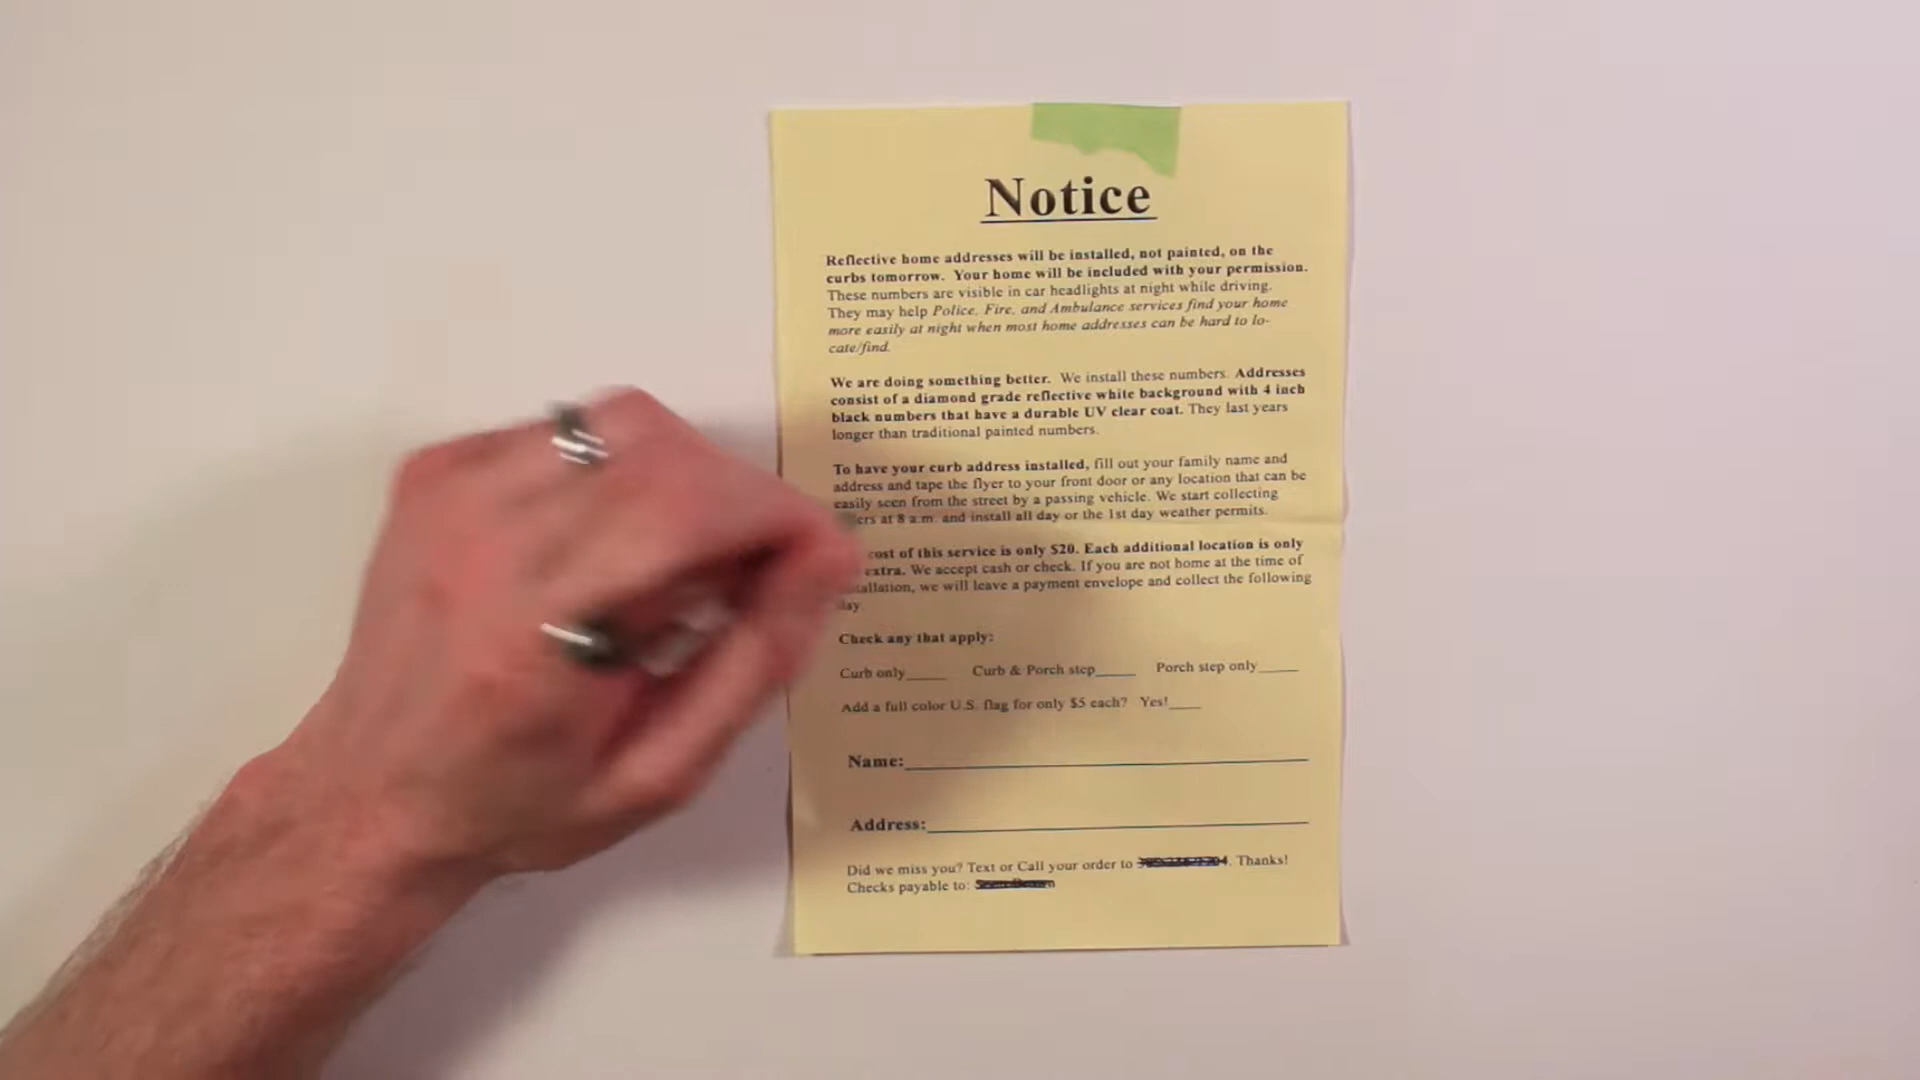 Notice
Reflective home addresses will be installed, not painted, on the
curbs tomorrow. Your home will be included with your permission.
These numbers are visible in car headlights at night while driving.
They may help Police, Fire, and Ambulance services find your home
more easily at night when most home addresses can be hard to lo-
cate/find.
We are doing something better. We install these numbers. Addresses
consist of a diamond grade reflective white background with 4 inch
black numbers that have a durable UV clear coat. They last years
longer than traditional painted numbers.
To have your curb address installed, fill out your family name and
address and tape the flyer to your front door or any location that can be
easily seen from the street by a passing vehicle. We start collecting
at 8 a.m. and install all day or the 1st day weather permits.
cost of this service is only $20. Each additional location is only
extra. We accept cash or check. If you are not home at the time of
we will leave a payment envelope and collect the following
day.
Check any that apply:
Curb only_____ Curb & Porch step_____ Porch step only_____
Add a full color U.S. flag for only $5 each? Yes!____
Name:
Address:
Did we miss you? Text or Call your order to . Thanks!
Checks payable to: